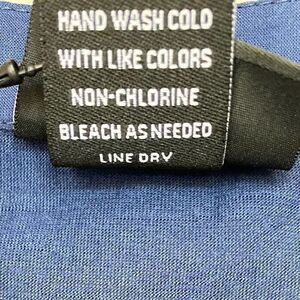 HAND WASH COLD
WITH LIKE COLORS
NON-CHLORINE
BLEACH AS NEEDED
LINE DRY